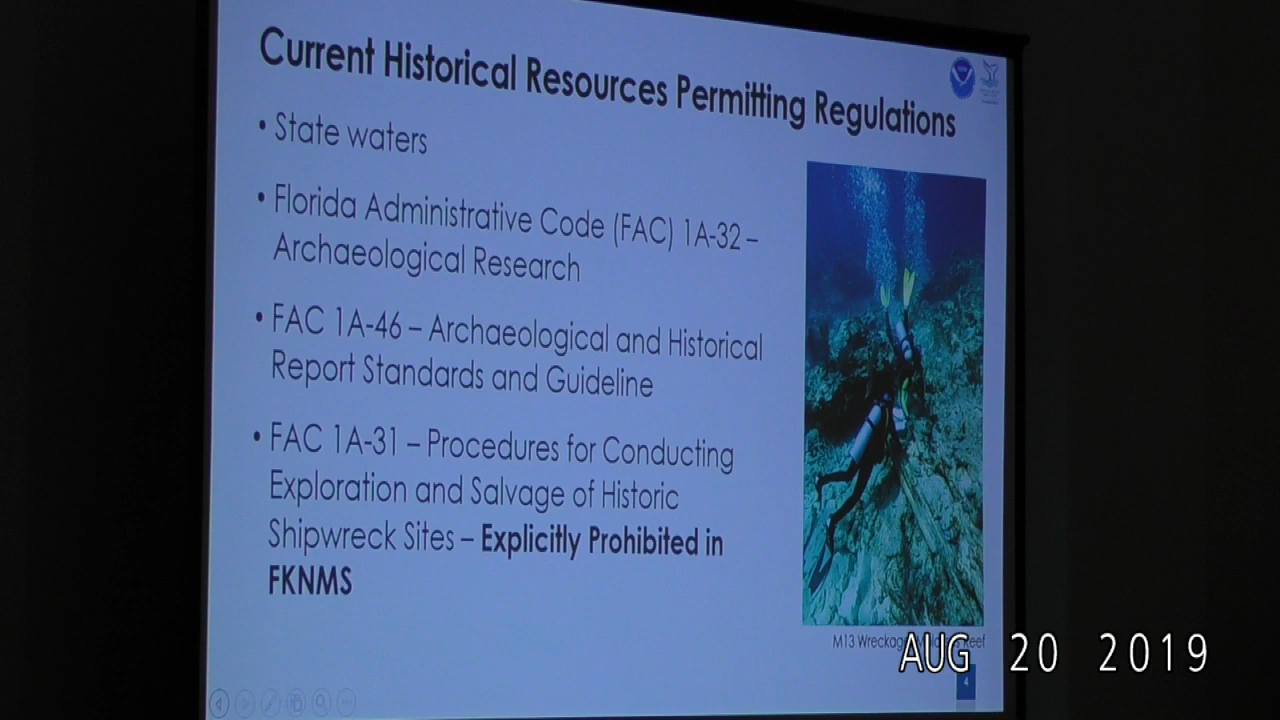 Current Historical Resources Permitting Regulations
• State waters
• Florida Administrative Code (FAC) 1A-32 –
Archaeological Research
• FAC 1A-46 – Archaeological and Historical
Report Standards and Guideline
• FAC 1A-31 – Procedures for Conducting
Exploration and Salvage of Historic
Shipwreck Sites – Explicitly Prohibited in
FKNMS
M13 Reef
AUG 20 2019
4